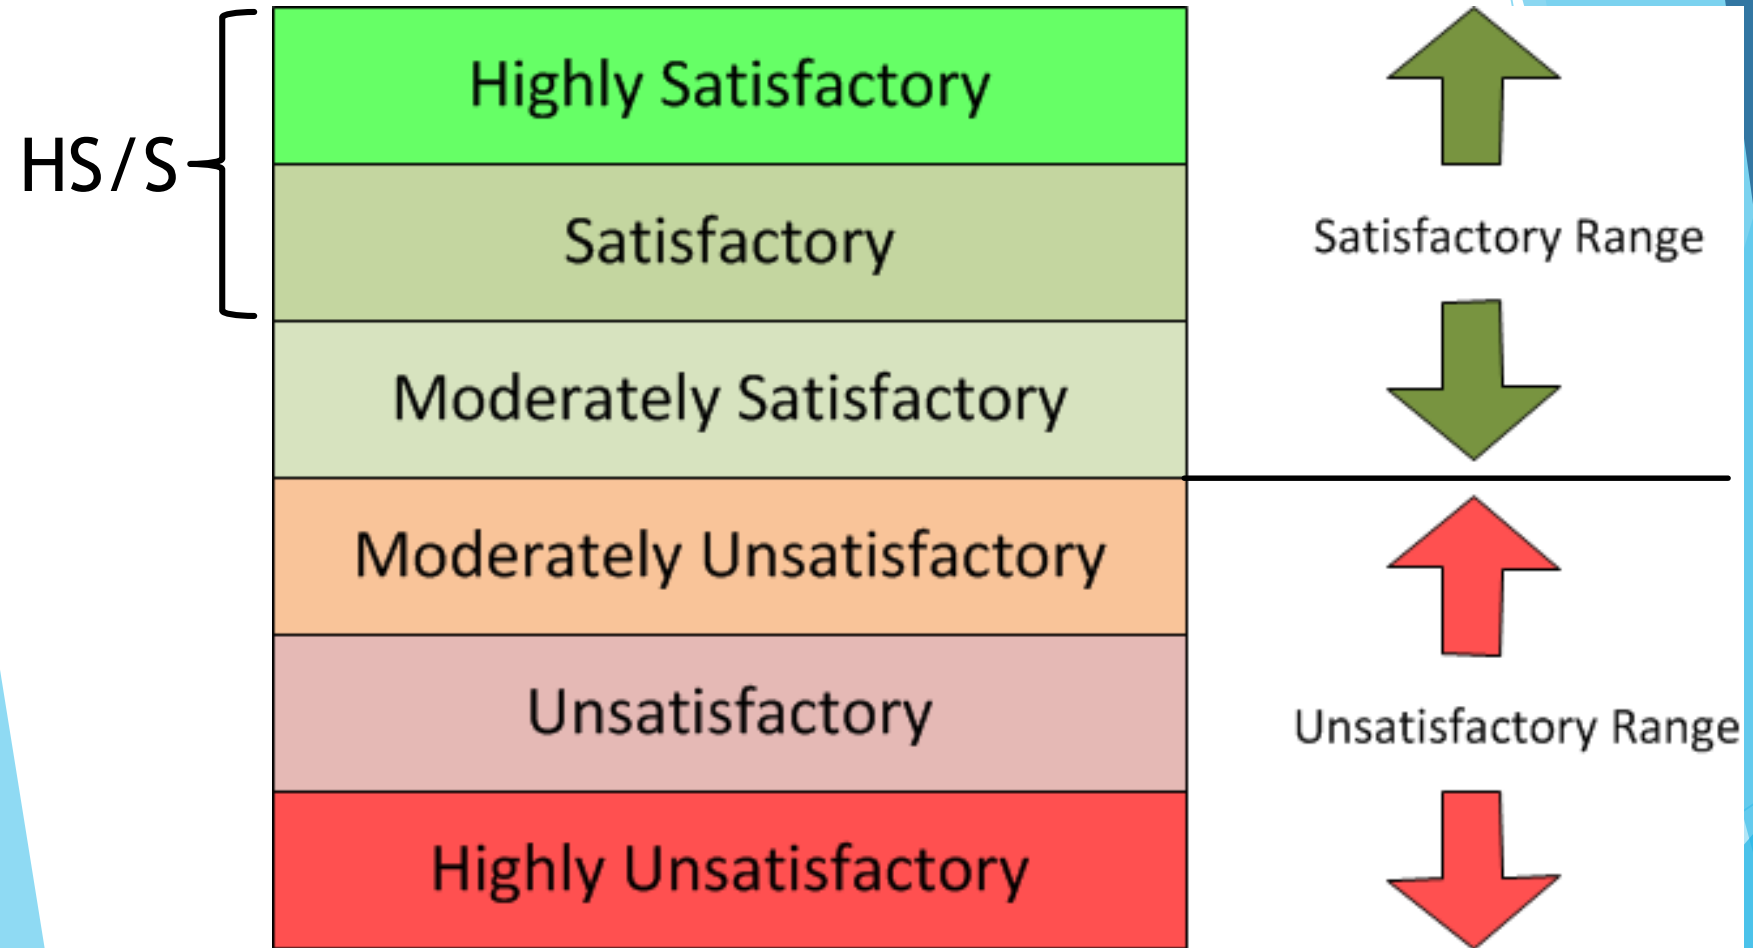 Highly Satisfactory
HS/S
Satisfactory
Satisfactory Range
Moderately Satisfactory
Moderately Unsatisfactory
Unsatisfactory
Unsatisfactory Range
Highly Unsatisfactory